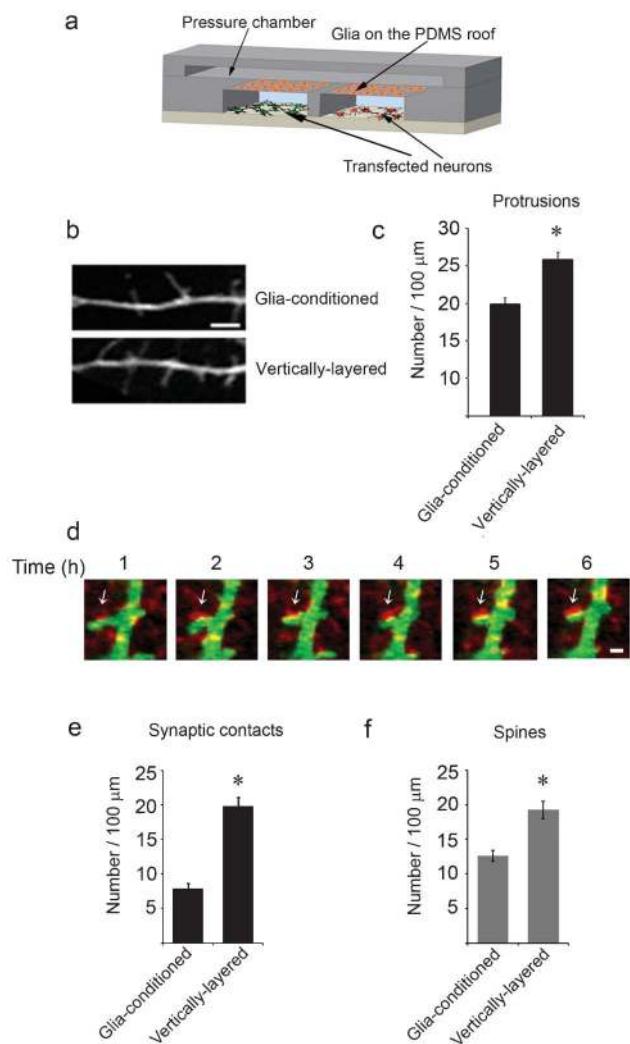 a
Pressure chamber
Glia on the PDMS roof
Transfected neurons
b
Glia-conditioned
Vertically-layered
c
Protrusions
Number / 100 μm
30
25
20
15
10
*
Glia-conditioned
Vertically-layered
d
Time (h)
1 2 3 4 5 6
e
Synaptic contacts
Number / 100 μm
25
20
15
10
5
*
Glia-conditioned
Vertically-layered
f
Spines
Number / 100 μm
25
20
15
10
5
*
Glia-conditioned
Vertically-layered